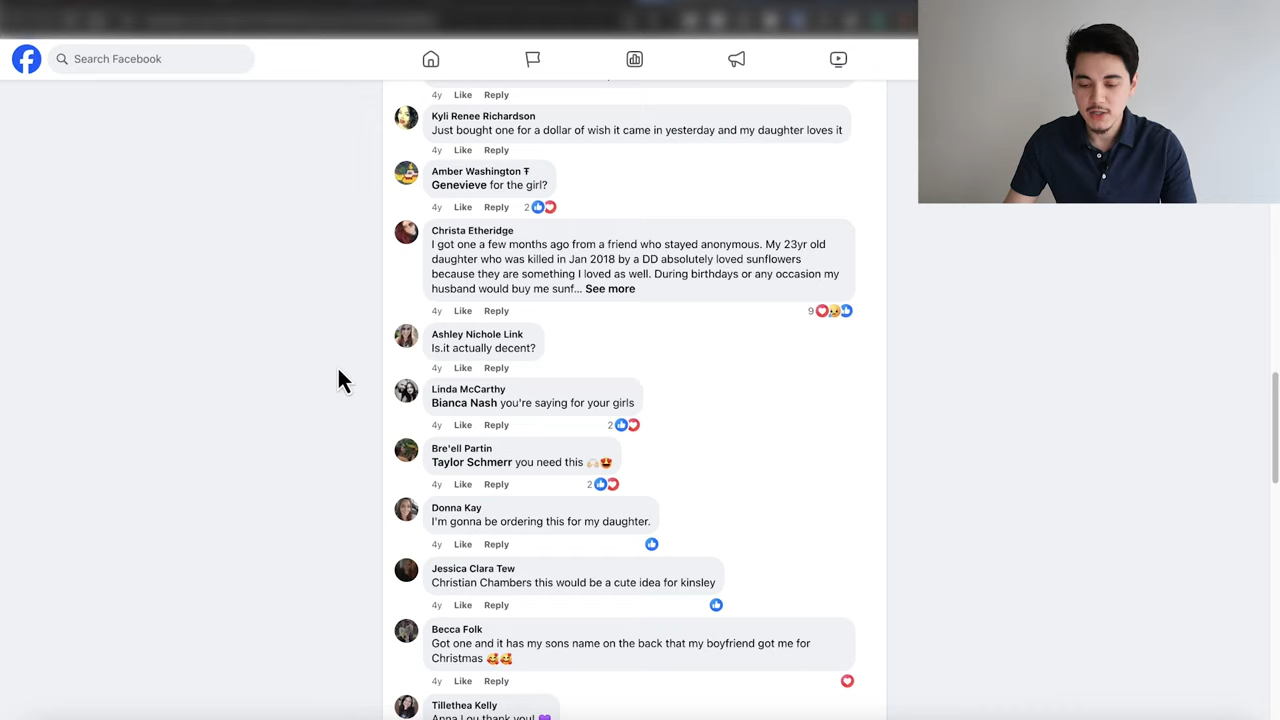 Search Facebook
4y Like Reply
Kyli Renee Richardson
Just bought one for a dollar of wish it came in yesterday and my daughter loves it
4y Like Reply
Amber Washington Ŧ
Genevieve for the girl?
4y Like Reply 2
Christa Etheridge
I got one a few months ago from a friend who stayed anonymous. My 23yr old
daughter who was killed in Jan 2018 by a DD absolutely loved sunflowers
because they are something I loved as well. During birthdays or any occasion my
husband would buy me sunf... See more
4y Like Reply 9
Ashley Nichole Link
Is.it actually decent?
4y Like Reply
Linda McCarthy
Bianca Nash you're saying for your girls
4y Like Reply 2
Bre'ell Partin
Taylor Schmerr you need this 🙌🏻😍
4y Like Reply 2
Donna Kay
I'm gonna be ordering this for my daughter.
4y Like Reply
Jessica Clara Tew
Christian Chambers this would be a cute idea for kinsley
4y Like Reply
Becca Folk
Got one and it has my sons name on the back that my boyfriend got me for
Christmas 🥰🥰
4y Like Reply
Tillethea Kelly
Anna Lou thank you! 💜